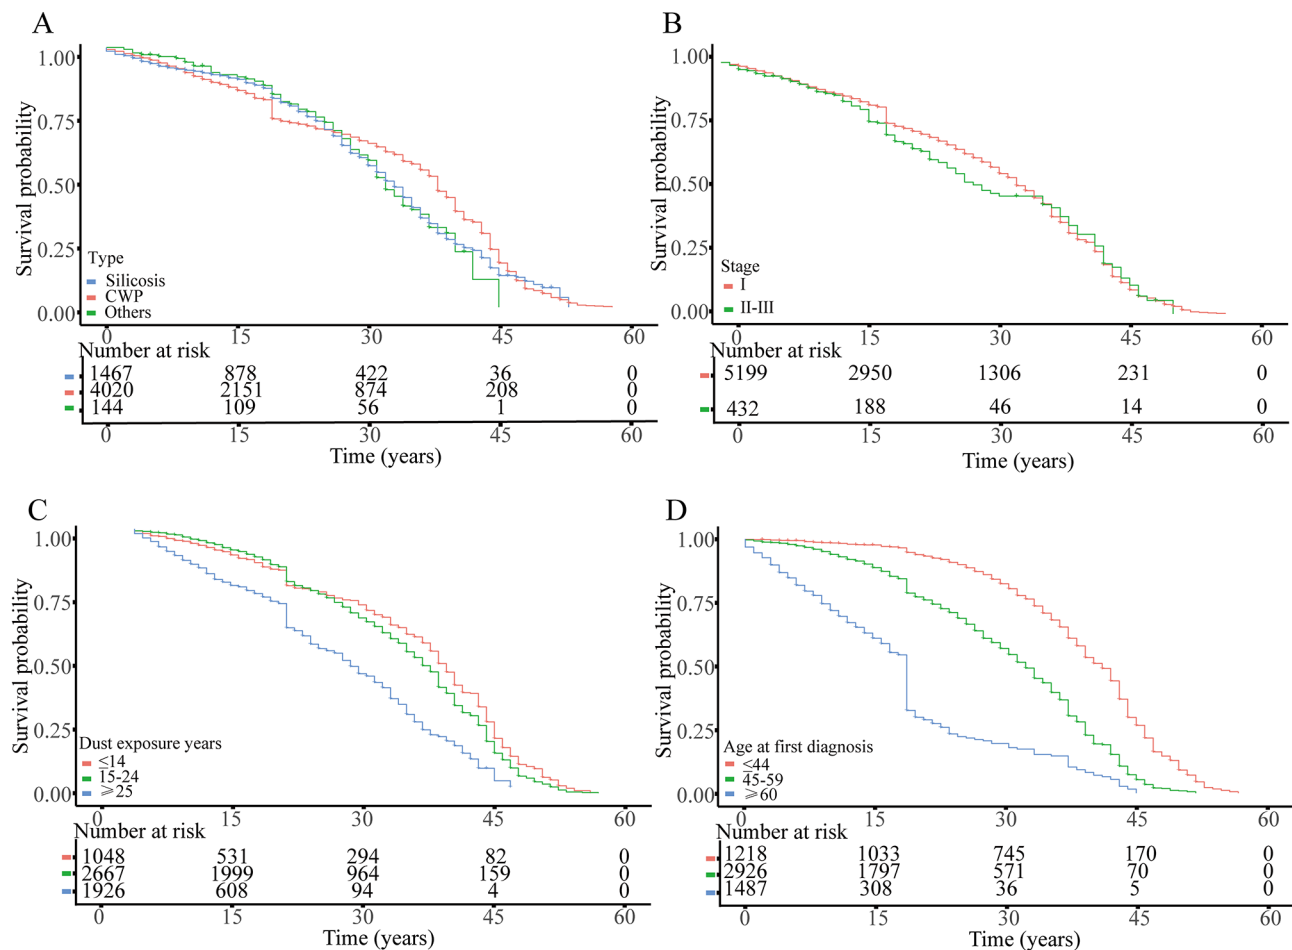 A
1.00
0.75
0.50
0.25
0.00
Survival probability
Type
Silicosis
CWP
Others
0 15 30 45 60
Number at risk
1467 878 422 36 0
4020 2151 874 208 0
144 109 56 1 0
0 15 30 45 60
Time (years)
B
1.00
0.75
0.50
0.25
0.00
Survival probability
Stage
I
II-III
0 15 30 45 60
Number at risk
5199 2950 1306 231 0
432 188 46 14 0
0 15 30 45 60
Time (years)
C
1.00
0.75
0.50
0.25
0.00
Survival probability
Dust exposure years
≤14
15-24
≥25
0 15 30 45 60
Number at risk
1048 531 294 82 0
2667 1999 964 159 0
1926 608 94 4 0
0 15 30 45 60
Time (years)
D
1.00
0.75
0.50
0.25
0.00
Survival probability
Age at first diagnosis
≤44
45-59
≥60
0 15 30 45 60
Number at risk
1218 1033 745 170 0
2926 1797 571 70 0
1487 308 36 5 0
0 15 30 45 60
Time (years)